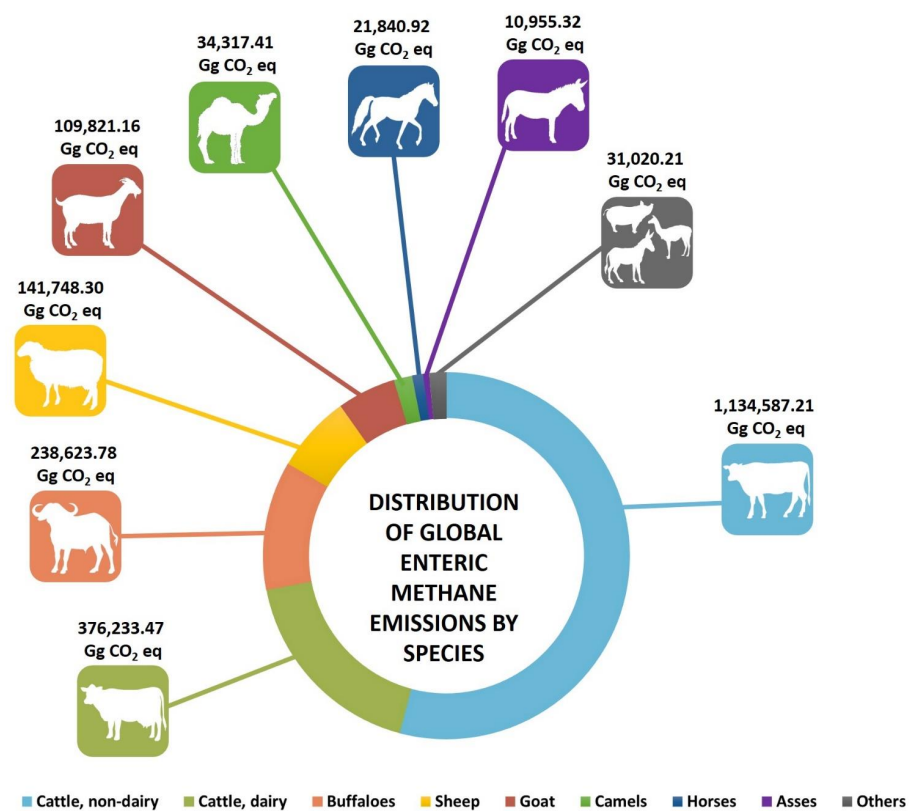 34,317.41
Gg CO₂ eq
21,840.92
Gg CO₂ eq
10,955.32
Gg CO₂ eq
109,821.16
Gg CO₂ eq
31,020.21
Gg CO₂ eq
141,748.30
Gg CO₂ eq
1,134,587.21
Gg CO₂ eq
238,623.78
Gg CO₂ eq
376,233.47
Gg CO₂ eq
DISTRIBUTION
OF GLOBAL
ENTERIC
METHANE
EMISSIONS BY
SPECIES
Cattle, non-dairy Cattle, dairy Buffaloes Sheep Goat Camels Horses Asses Others